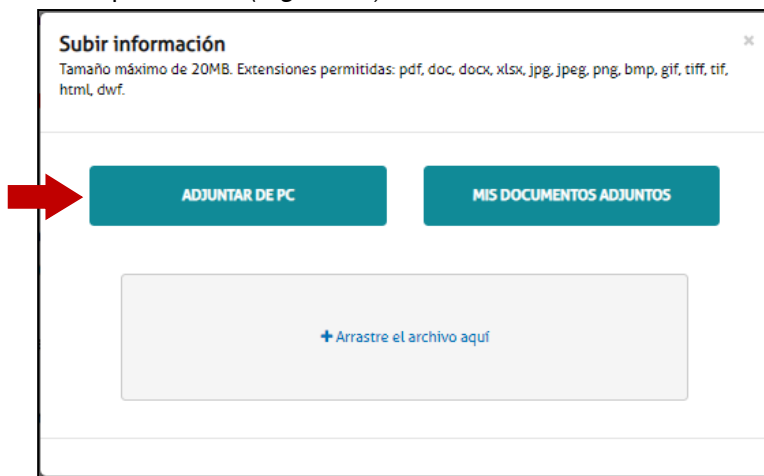 Subir información
×
Tamaño máximo de 20MB. Extensiones permitidas: pdf, doc, docx, xlsx, jpg, jpeg, png, bmp, gif, tiff, tif,
html, dwf.
ADJUNTAR DE PC
MIS DOCUMENTOS ADJUNTOS
+ Arrastre el archivo aquí